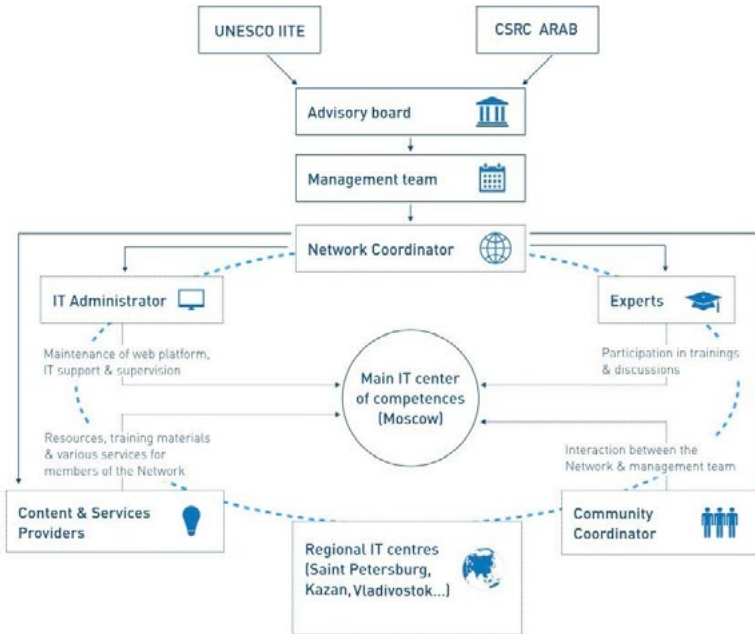 UNESCO IITE
CSRC ARAB
Advisory board
Management team
Network Coordinator
IT Administrator
Experts
Maintenance of web platform,
IT support & supervision
Participation in trainings
& discussions
Main IT center
of competences
(Moscow)
Resources, training materials
& various services for
members of the Network
Interaction between the
Network & management team
Content & Services
Providers
Community
Coordinator
Regional IT centres
(Saint Petersburg,
Kazan, Vladivostok...)